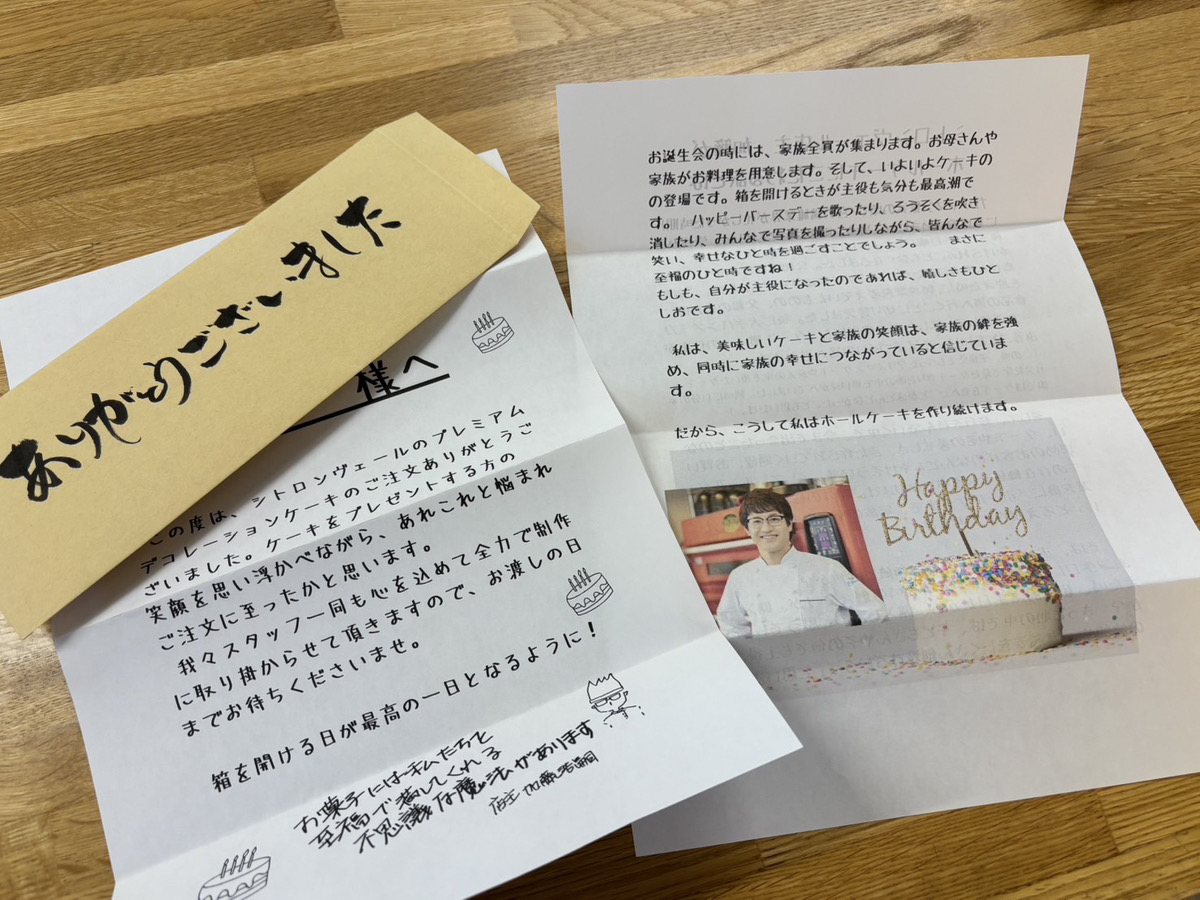 ありがとうございました
様へ
この度は、シトロンヴェールのプレミアム
デコレーションケーキのご注文ありがとうご
ざいました。ケーキをプレゼントする方の
笑顔を思い浮かべながら、あれこれと悩まれ
ご注文に至ったかと思います。
我々スタッフ一同も心を込めて全力で制作
に取り掛からせて頂きますので、お渡しの日
までお待ちくださいませ。
箱を開ける日が最高の一日となるように！
お菓子には私たちを
至福で満してくれる
不思議な魔法があります
店主 加藤
お誕生会の時には、家族全員が集まります。お母さんや
家族がお料理を用意します。そして、いよいよケーキの
の登場です。箱を開けるときが主役も気分も最高潮で
す。 ハッピーバースデーを歌ったり、ろうそくを吹き
消したり、みんなで写真を撮ったりしながら、皆んなで
笑い、幸せなひと時を過ごすことでしょう。 まさに
至福のひと時ですね！
もしも、自分が主役になったのであれば、嬉しさもひと
しおです。
私は、美味しいケーキと家族の笑顔は、家族の絆を強
め、同時に家族の幸せにつながっていると信じていま
す。
だから、こうして私はホールケーキを作り続けます。
Happy
Birthday